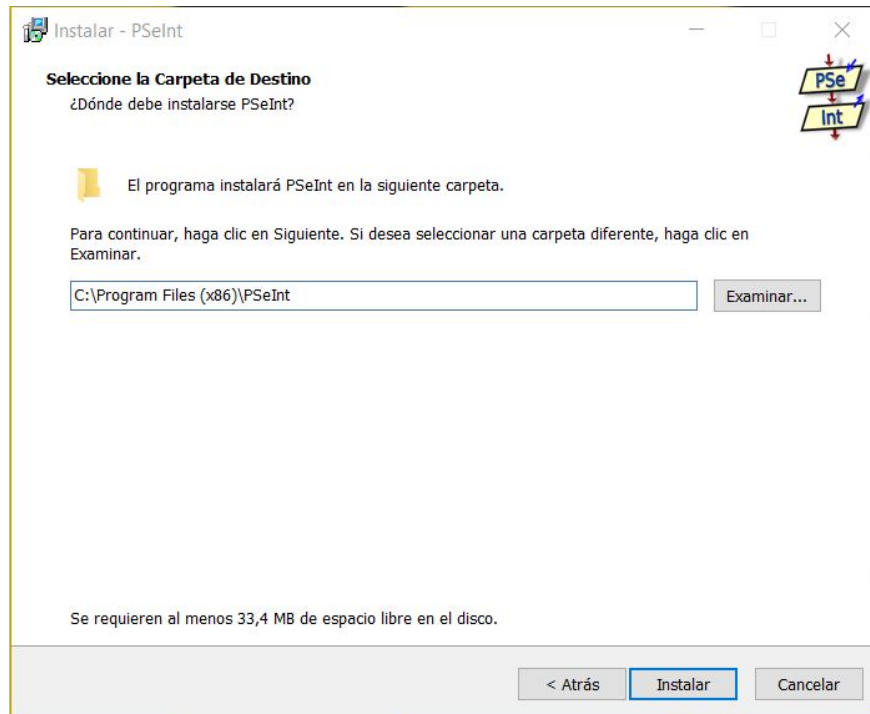 Instalar - PSeInt
Seleccione la Carpeta de Destino
¿Dónde debe instalarse PSeInt?
PSe
Int
El programa instalará PSeInt en la siguiente carpeta.
Para continuar, haga clic en Siguiente. Si desea seleccionar una carpeta diferente, haga clic en
Examinar.
C:\Program Files (x86)\PSeInt
Examinar...
Se requieren al menos 33,4 MB de espacio libre en el disco.
< Atrás
Instalar
Cancelar